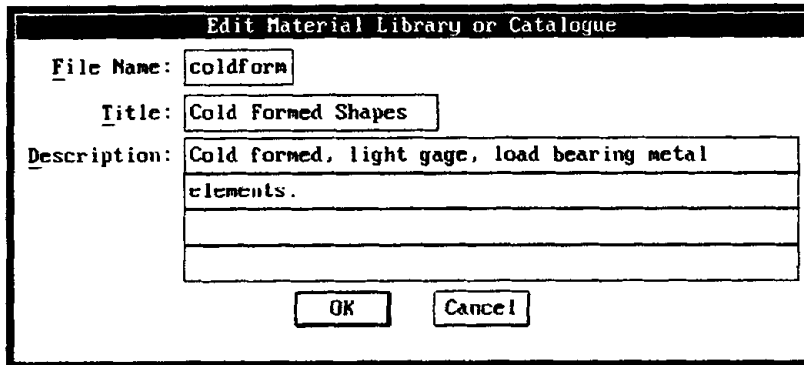 Edit Material Library or Catalogue
File Name: coldform
Title: Cold Formed Shapes
Description: Cold formed, light gage, load bearing metal
elements.
OK Cancel